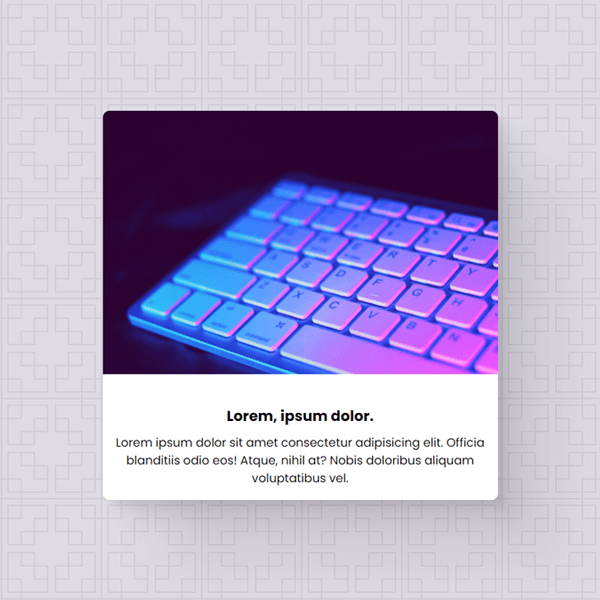 Lorem, ipsum dolor.
Lorem ipsum dolor sit amet consectetur adipisicing elit. Officia
blanditiis odio eos! Atque, nihil at? Nobis doloribus aliquam
voluptatibus vel.
R
T
Y
A
S
D
F
G
H
Z
X
C
V
B
N